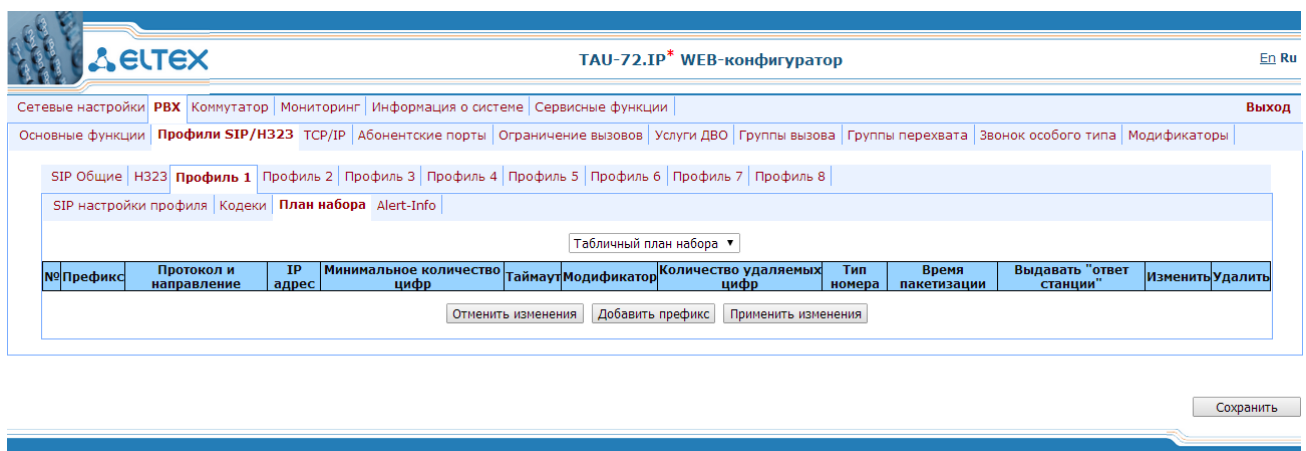 ELTEX
TAU-72.IP* WEB-конфигуратор
En Ru
Сетевые настройки PBX Коммутатор Мониторинг Информация о системе Сервисные функции Выход
Основные функции Профили SIP/H323 TCP/IP Абонентские порты Ограничение вызовов Услуги ДВО Группы вызова Группы перехвата Звонок особого типа Модификаторы
SIP Общие H323 Профиль 1 Профиль 2 Профиль 3 Профиль 4 Профиль 5 Профиль 6 Профиль 7 Профиль 8
SIP настройки профиля Кодеки План набора Alert-Info
Табличный план набора
№ Префикс Протокол и направление IP адрес Минимальное количество цифр Таймаут Модификатор Количество удаляемых цифр Тип номера Время пакетизации Выдавать "ответ станции" Изменить Удалить
Отменить изменения Добавить префикс Применить изменения
Сохранить